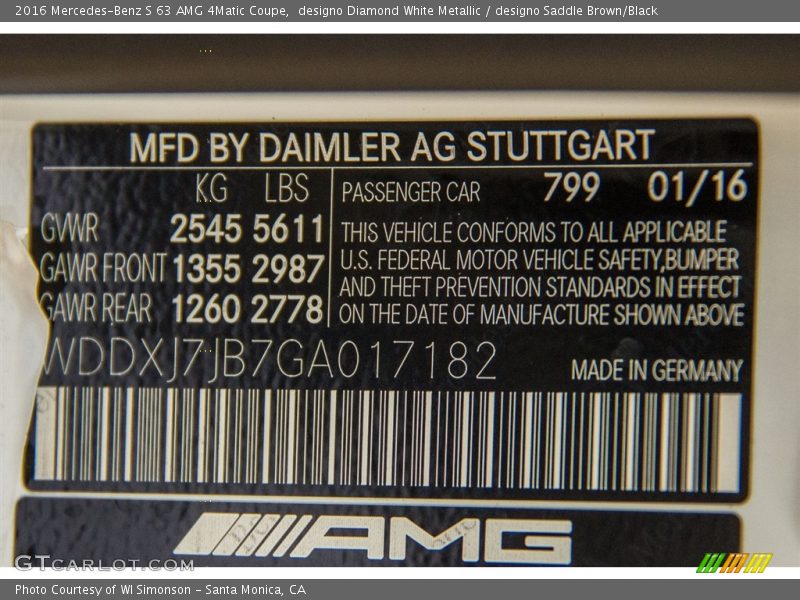 2016 Mercedes-Benz S 63 AMG 4Matic Coupe,  designo Diamond White Metallic / designo Saddle Brown/Black
MFD BY DAIMLER AG STUTTGART
KG LBS
GVWR 2545 5611
GAWR FRONT 1355 2987
GAWR REAR 1260 2778
PASSENGER CAR 799 01/16
THIS VEHICLE CONFORMS TO ALL APPLICABLE
U.S. FEDERAL MOTOR VEHICLE SAFETY,BUMPER
AND THEFT PREVENTION STANDARDS IN EFFECT
ON THE DATE OF MANUFACTURE SHOWN ABOVE
WDDXJ7JB7GA017182
MADE IN GERMANY
AMG
GTcarlot.com
Photo Courtesy of WI Simonson - Santa Monica, CA